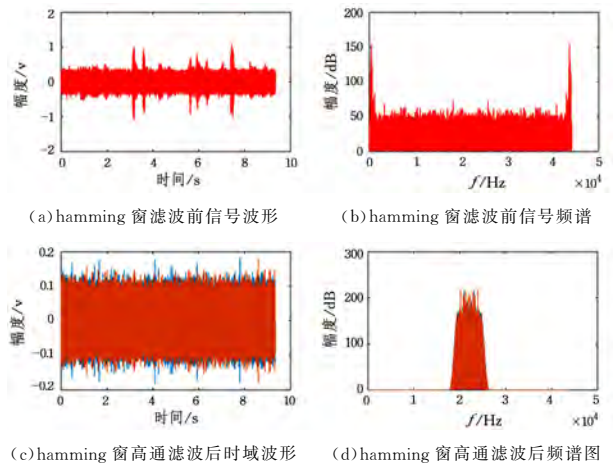 2
1
0
-1
-2
幅度/v
0 2 4 6 8 10
时间/s
(a)hamming 窗滤波前信号波形
200
150
100
50
0
幅度/dB
0 1 2 3 4 5
f/Hz ×10⁴
(b)hamming 窗滤波前信号频谱
0.2
0.1
0
-0.1
-0.2
幅度/v
0 2 4 6 8 10
时间/s
(c)hamming 窗高通滤波后时域波形
300
200
100
0
幅度/dB
0 1 2 3 4 5
f/Hz ×10⁴
(d)hamming 窗高通滤波后频谱图